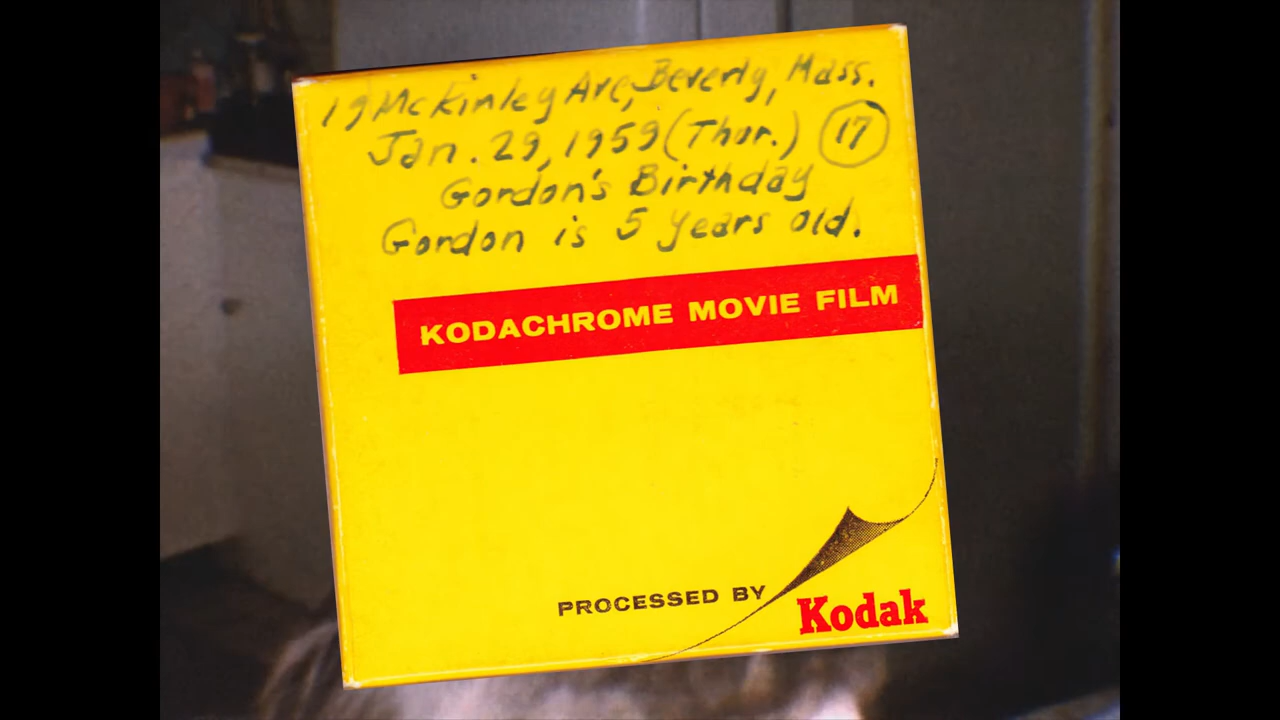 19 McKinley Ave, Beverly, Mass.
Jan. 29, 1959 (Thur.) 17
Gordon's Birthday
Gordon is 5 years old.
KODACHROME MOVIE FILM
PROCESSED BY
Kodak